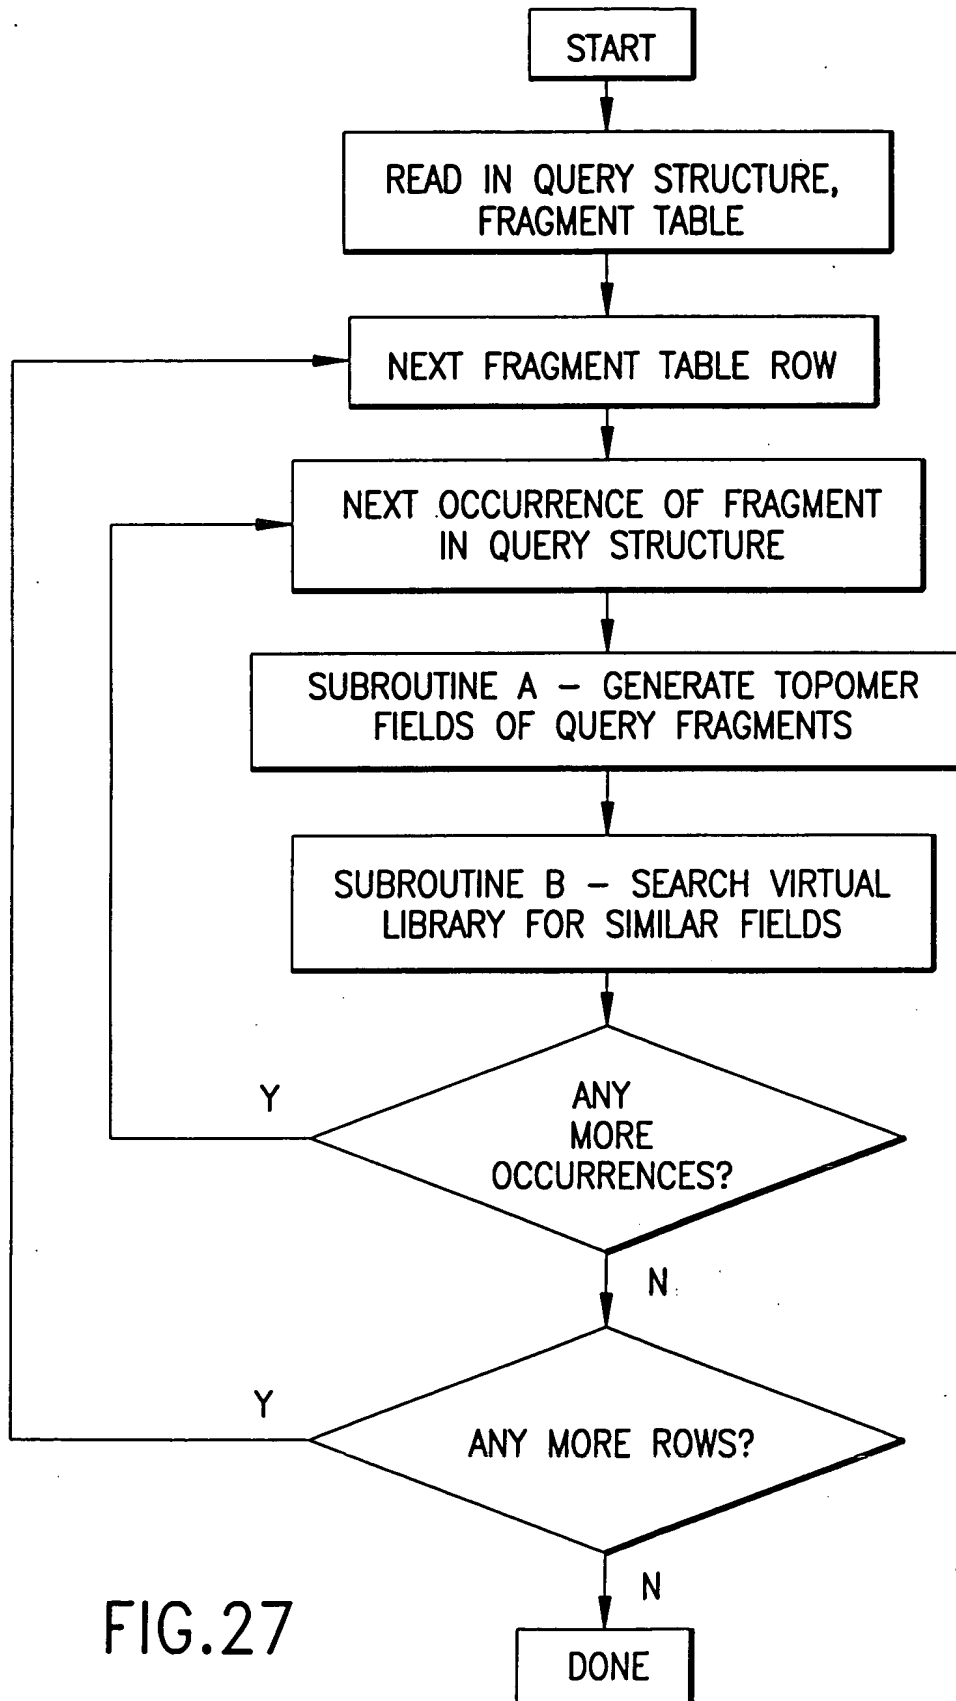 START
READ IN QUERY STRUCTURE,
FRAGMENT TABLE
NEXT FRAGMENT TABLE ROW
NEXT OCCURRENCE OF FRAGMENT
IN QUERY STRUCTURE
SUBROUTINE A – GENERATE TOPOMER
FIELDS OF QUERY FRAGMENTS
SUBROUTINE B – SEARCH VIRTUAL
LIBRARY FOR SIMILAR FIELDS
Y
ANY
MORE
OCCURRENCES?
N
Y
ANY MORE ROWS?
N
DONE
FIG.27